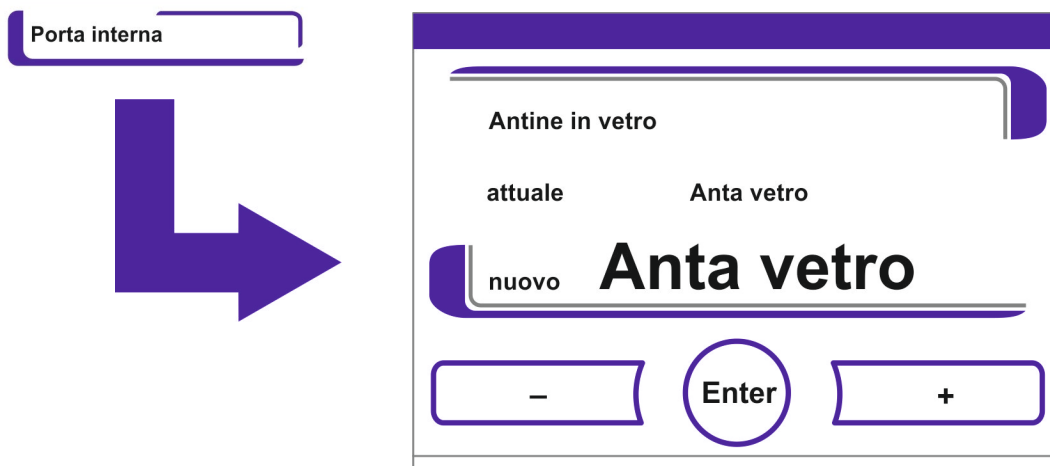 Porta interna
Antine in vetro
attuale Anta vetro
nuovo Anta vetro
– Enter +